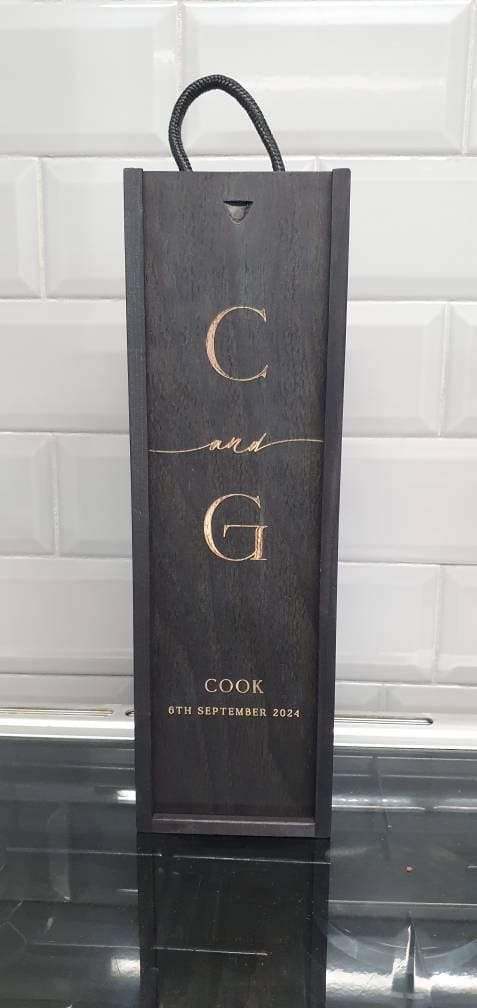 C
and
G
COOK
6TH SEPTEMBER 2024